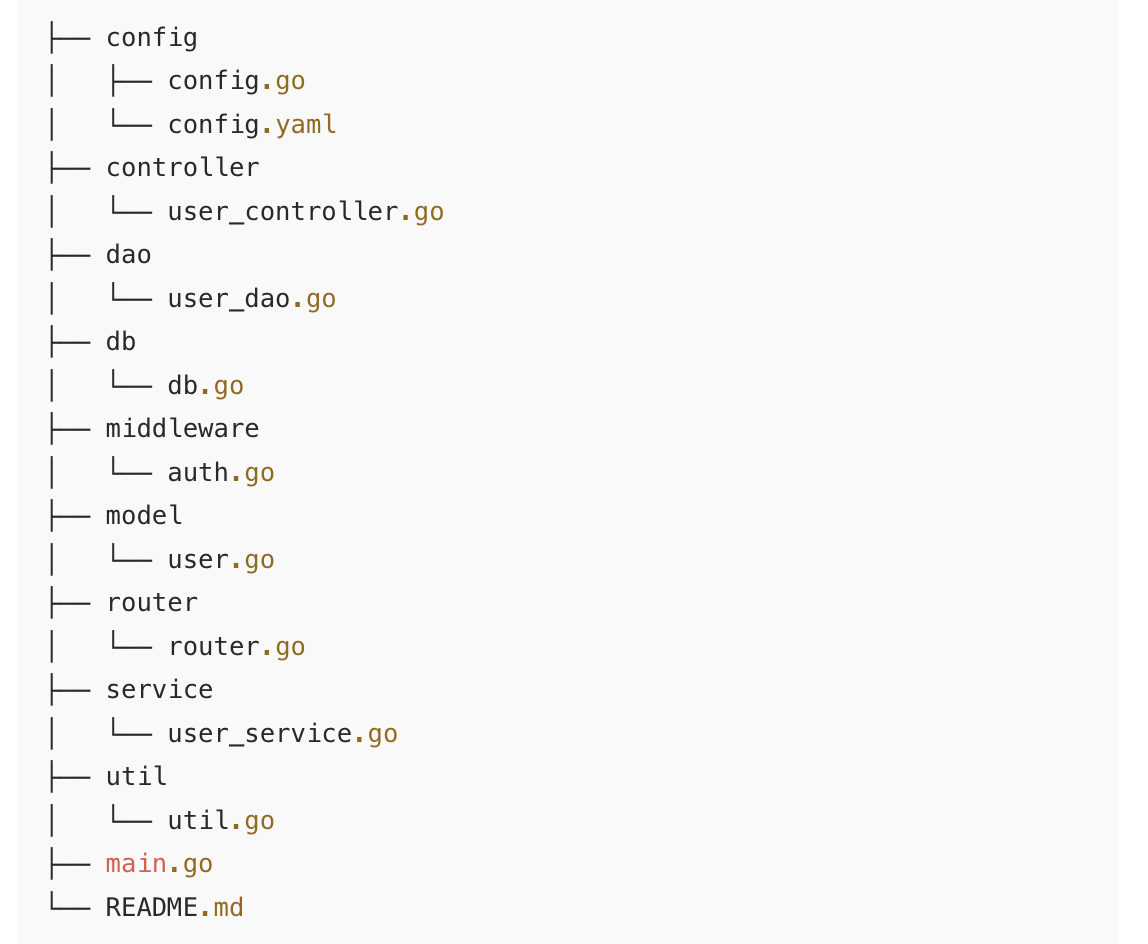 ├── config
│   ├── config.go
│   └── config.yaml
├── controller
│   └── user_controller.go
├── dao
│   └── user_dao.go
├── db
│   └── db.go
├── middleware
│   └── auth.go
├── model
│   └── user.go
├── router
│   └── router.go
├── service
│   └── user_service.go
├── util
│   └── util.go
├── main.go
└── README.md